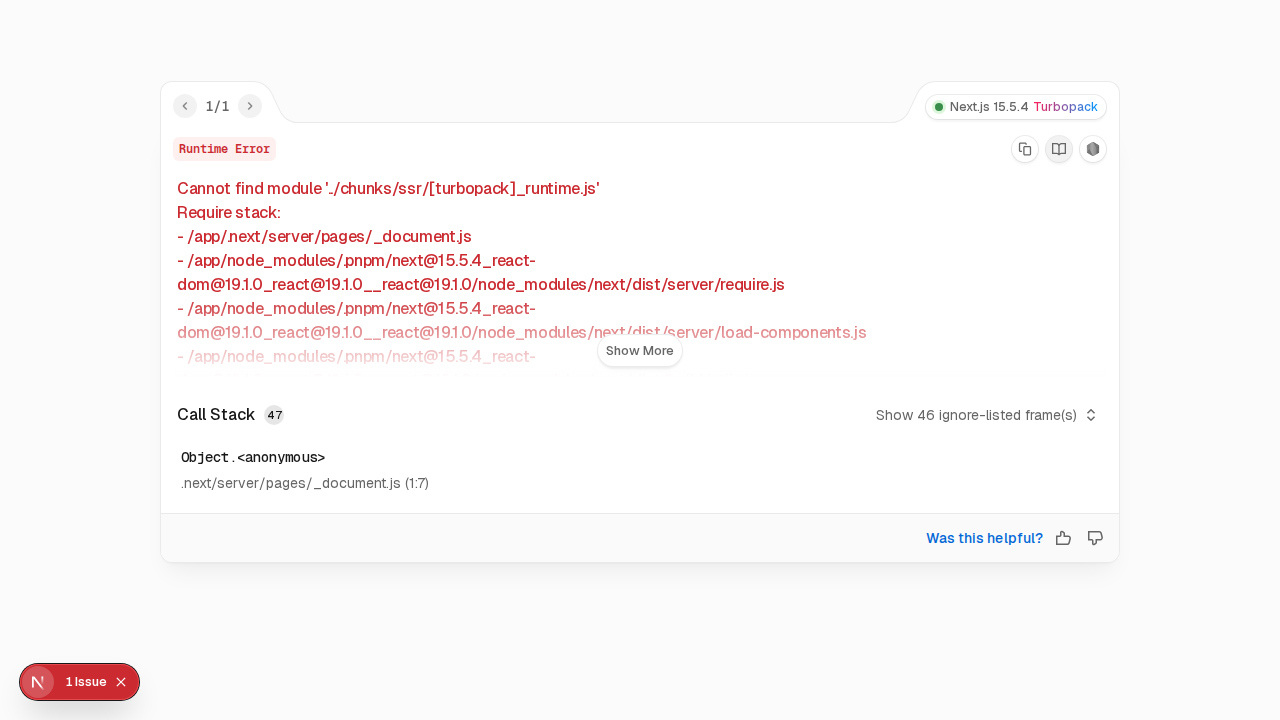 1/1
Next.js 15.5.4 Turbopack
Runtime Error
Cannot find module '../chunks/ssr/[turbopack]_runtime.js'
Require stack:
- /app/.next/server/pages/_document.js
- /app/node_modules/.pnpm/next@15.5.4_react-
dom@19.1.0_react@19.1.0__react@19.1.0/node_modules/next/dist/server/require.js
- /app/node_modules/.pnpm/next@15.5.4_react-
dom@19.1.0_react@19.1.0__react@19.1.0/node_modules/next/dist/server/load-components.js
- /app/node_modules/.pnpm/next@15.5.4_react-
Show More
Call Stack 47
Show 46 ignore-listed frame(s)
Object.<anonymous>
.next/server/pages/_document.js (1:7)
Was this helpful?
1 Issue